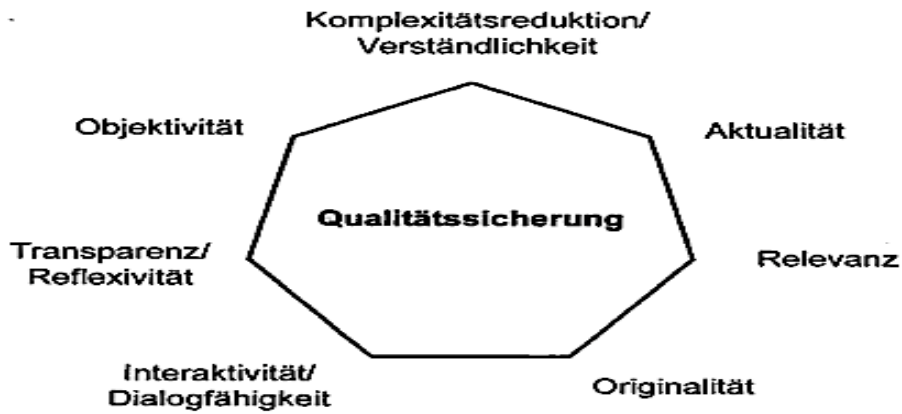 Komplexitätsreduktion/
Verständlichkeit
Objektivität
Aktualität
Qualitätssicherung
Transparenz/
Reflexivität
Relevanz
Interaktivität/
Dialogfähigkeit
Originalität